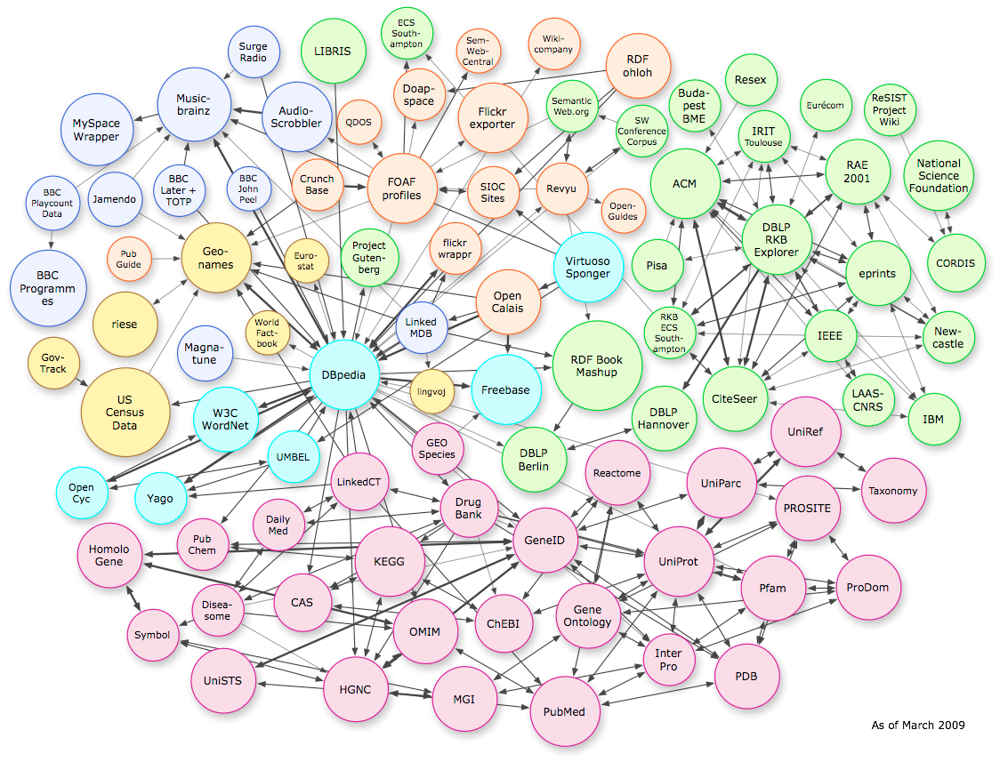 ECS
South-
ampton
Surge
Radio
LIBRIS
Sem-
Web-
Central
Wiki-
company
RDF
ohloh
Music-
brainz
Audio-
Scrobbler
Doap-
space
Flickr
exporter
Semantic
Web.org
Buda-
pest
BME
Resex
Eurécom
ReSIST
Project
Wiki
MySpace
Wrapper
QDOS
SW
Conference
Corpus
IRIT
Toulouse
RAE
2001
National
Science
Foundation
BBC
Playcount
Data
Jamendo
BBC
Later +
TOTP
BBC
John
Peel
Crunch
Base
FOAF
profiles
SIOC
Sites
Revyu
Open-
Guides
ACM
DBLP
RKB
Explorer
Pub
Guide
Geo-
names
Euro-
stat
Project
Guten-
berg
flickr
wrappr
Virtuoso
Sponger
Pisa
eprints
CORDIS
BBC
Programm
es
riese
World
Fact-
book
Linked
MDB
Open
Calais
RKB
ECS
South-
ampton
IEEE
New-
castle
Gov-
Track
Magna-
tune
DBpedia
lingvoj
Freebase
RDF Book
Mashup
CiteSeer
LAAS-
CNRS
IBM
US
Census
Data
W3C
WordNet
DBLP
Hannover
UniRef
UMBEL
GEO
Species
DBLP
Berlin
Reactome
UniParc
Taxonomy
Open
Cyc
Yago
LinkedCT
Drug
Bank
PROSITE
Homolo
Gene
Pub
Chem
Daily
Med
KEGG
GeneID
UniProt
Pfam
ProDom
Disea-
some
CAS
ChEBI
Gene
Ontology
Symbol
OMIM
Inter
Pro
UniSTS
HGNC
MGI
PubMed
PDB
As of March 2009